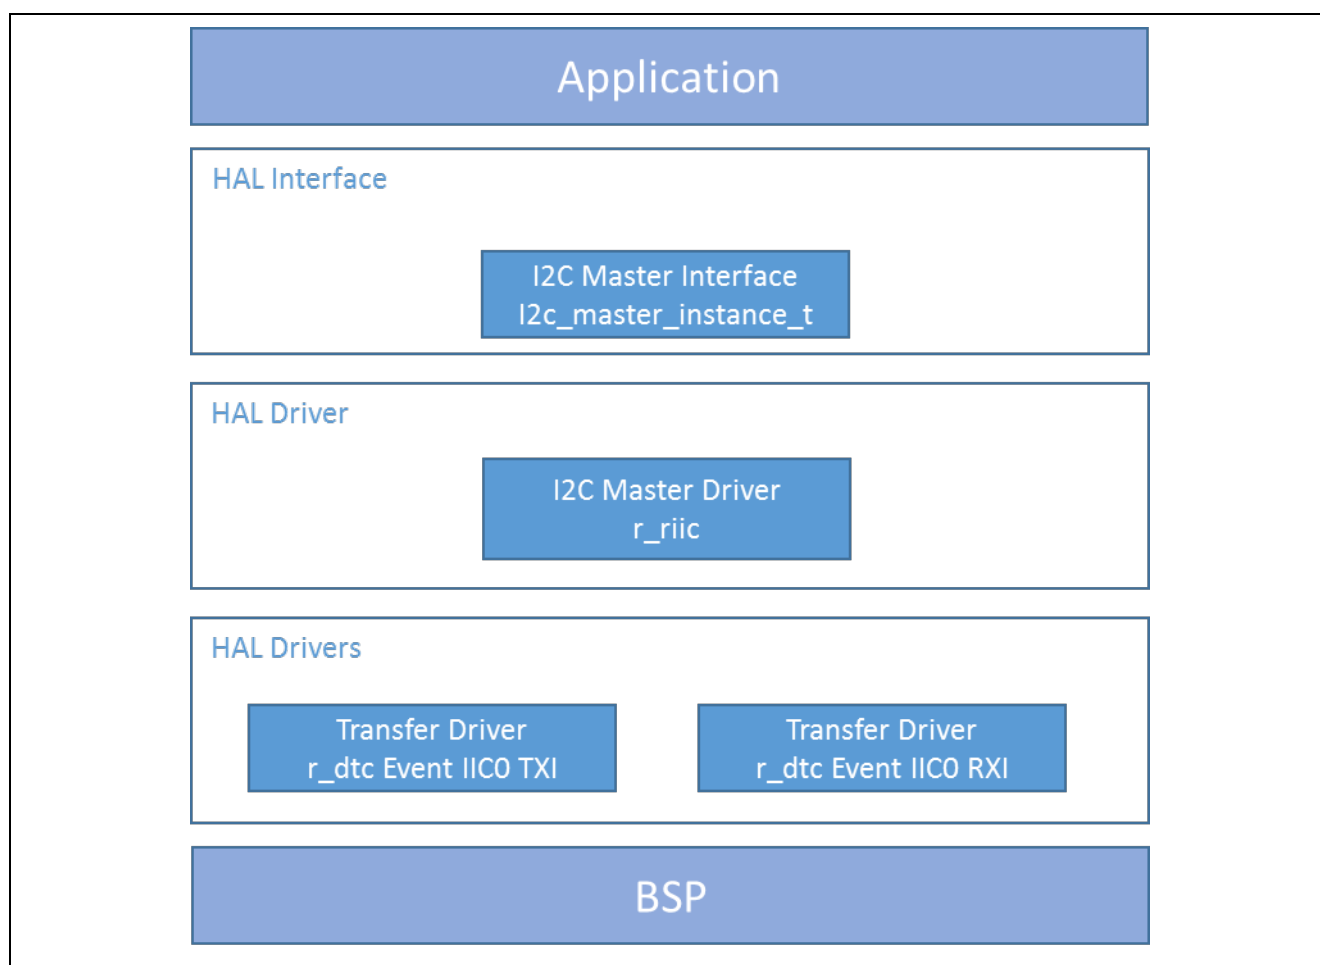 Application
HAL Interface
I2C Master Interface
I2c_master_instance_t
HAL Driver
I2C Master Driver
r_riic
HAL Drivers
Transfer Driver
r_dtc Event IIC0 TXI
Transfer Driver
r_dtc Event IIC0 RXI
BSP